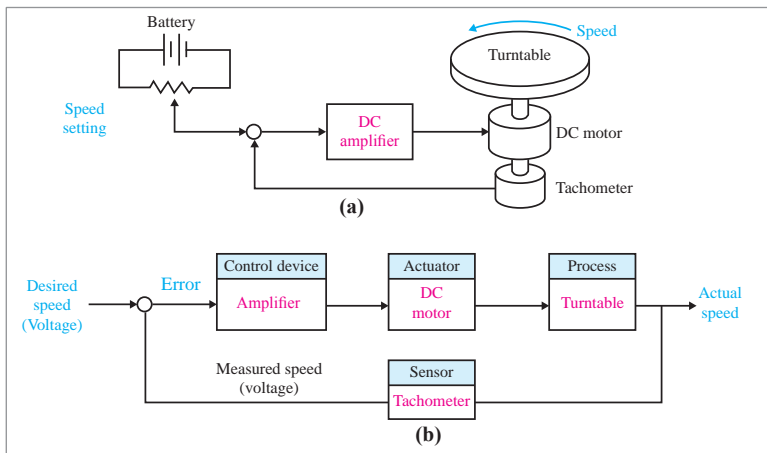 Battery
Speed
Turntable
Speed
setting
DC
amplifier
DC motor
Tachometer
(a)
Control device
Actuator
Process
Desired
speed
(Voltage)
Error
Amplifier
DC
motor
Turntable
Actual
speed
Measured speed
(voltage)
Sensor
Tachometer
(b)